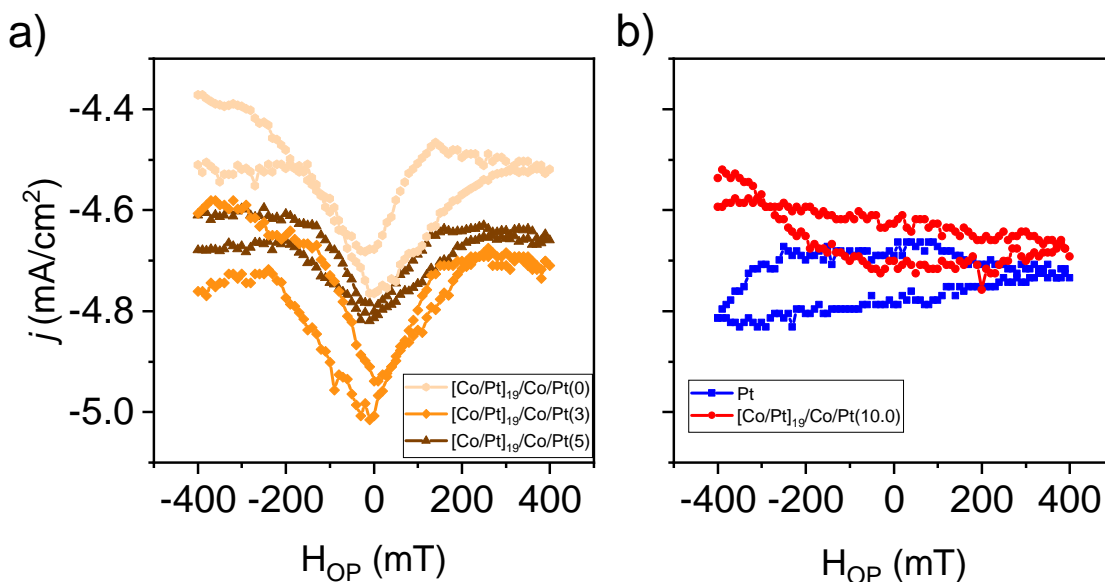 a)
b)
j (mA/cm²)
-4.4
-4.6
-4.8
-5.0
[Co/Pt]₁₉/Co/Pt(0)
[Co/Pt]₁₉/Co/Pt(3)
[Co/Pt]₁₉/Co/Pt(5)
Pt
[Co/Pt]₁₉/Co/Pt(10.0)
-400 -200 0 200 400
-400 -200 0 200 400
H_OP (mT)
H_OP (mT)